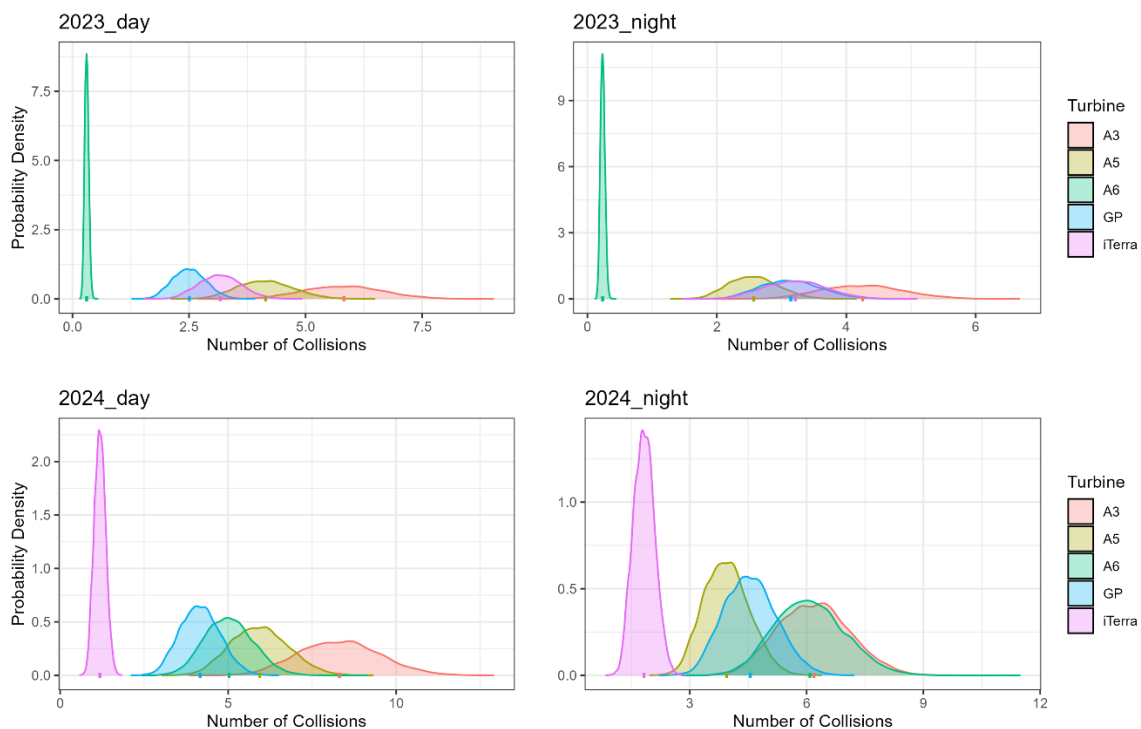 2023_day
2023_night
7.5
5.0
2.5
0.0
Probability Density
0.0
2.5
5.0
7.5
Number of Collisions
9
6
3
0
0
2
4
6
Number of Collisions
Turbine
A3
A5
A6
GP
iTerra
2024_day
2024_night
2.0
1.5
1.0
0.5
0.0
Probability Density
0
5
10
Number of Collisions
1.0
0.5
0.0
3
6
9
12
Number of Collisions
Turbine
A3
A5
A6
GP
iTerra